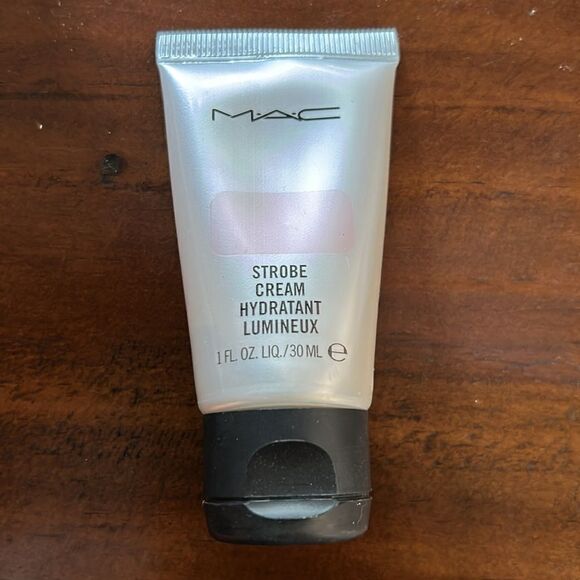 M·A·C
STROBE
CREAM
HYDRATANT
LUMINEUX
1 FL. OZ. LIQ./30 ML ℮